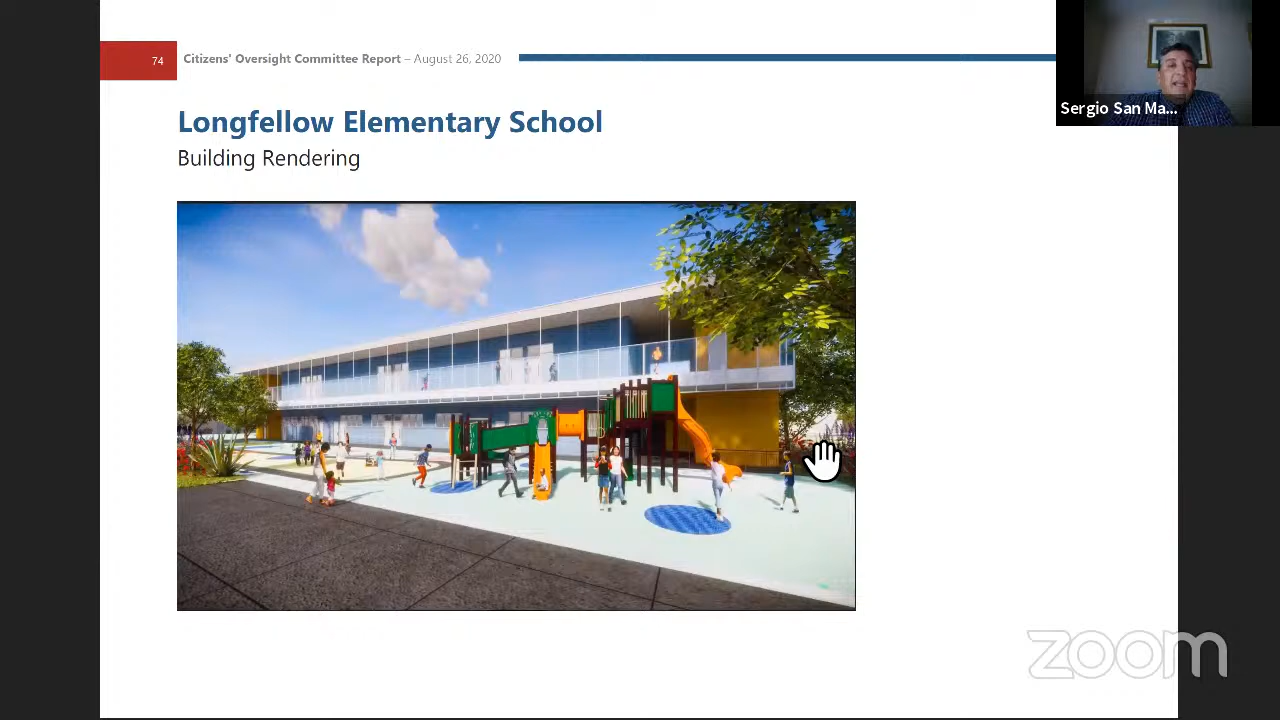 74
Citizens' Oversight Committee Report – August 26, 2020
Sergio San Ma...
Longfellow Elementary School
Building Rendering
zoom